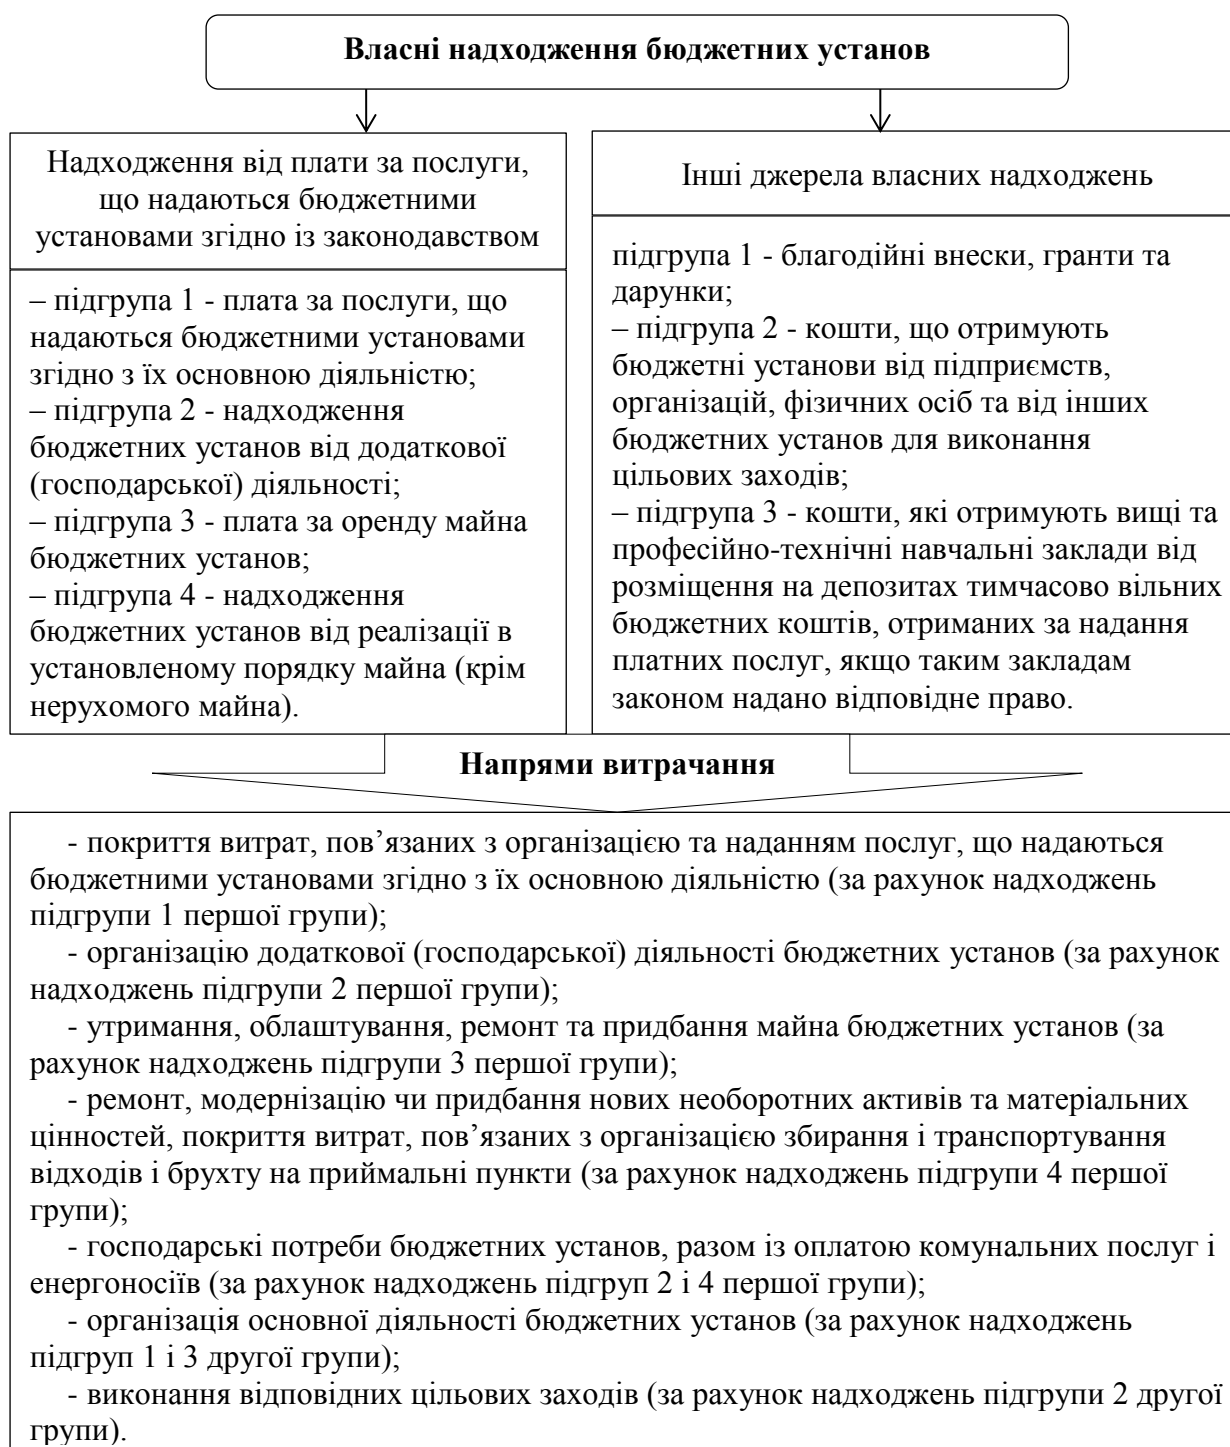 Власні надходження бюджетних установ
Надходження від плати за послуги,
що надаються бюджетними
установами згідно із законодавством
– підгрупа 1 - плата за послуги, що
надаються бюджетними установами
згідно з їх основною діяльністю;
– підгрупа 2 - надходження
бюджетних установ від додаткової
(господарської) діяльності;
– підгрупа 3 - плата за оренду майна
бюджетних установ;
– підгрупа 4 - надходження
бюджетних установ від реалізації в
установленому порядку майна (крім
нерухомого майна).
Інші джерела власних надходжень
підгрупа 1 - благодійні внески, гранти та
дарунки;
– підгрупа 2 - кошти, що отримують
бюджетні установи від підприємств,
організацій, фізичних осіб та від інших
бюджетних установ для виконання
цільових заходів;
– підгрупа 3 - кошти, які отримують вищі та
професійно-технічні навчальні заклади від
розміщення на депозитах тимчасово вільних
бюджетних коштів, отриманих за надання
платних послуг, якщо таким закладам
законом надано відповідне право.
Напрями витрачання
- покриття витрат, пов’язаних з організацією та наданням послуг, що надаються
бюджетними установами згідно з їх основною діяльністю (за рахунок надходжень
підгрупи 1 першої групи);
- організацію додаткової (господарської) діяльності бюджетних установ (за рахунок
надходжень підгрупи 2 першої групи);
- утримання, облаштування, ремонт та придбання майна бюджетних установ (за
рахунок надходжень підгрупи 3 першої групи);
- ремонт, модернізацію чи придбання нових необоротних активів та матеріальних
цінностей, покриття витрат, пов’язаних з організацією збирання і транспортування
відходів і брухту на приймальні пункти (за рахунок надходжень підгрупи 4 першої
групи);
- господарські потреби бюджетних установ, разом із оплатою комунальних послуг і
енергоносіїв (за рахунок надходжень підгруп 2 і 4 першої групи);
- організація основної діяльності бюджетних установ (за рахунок надходжень
підгруп 1 і 3 другої групи);
- виконання відповідних цільових заходів (за рахунок надходжень підгрупи 2 другої
групи).